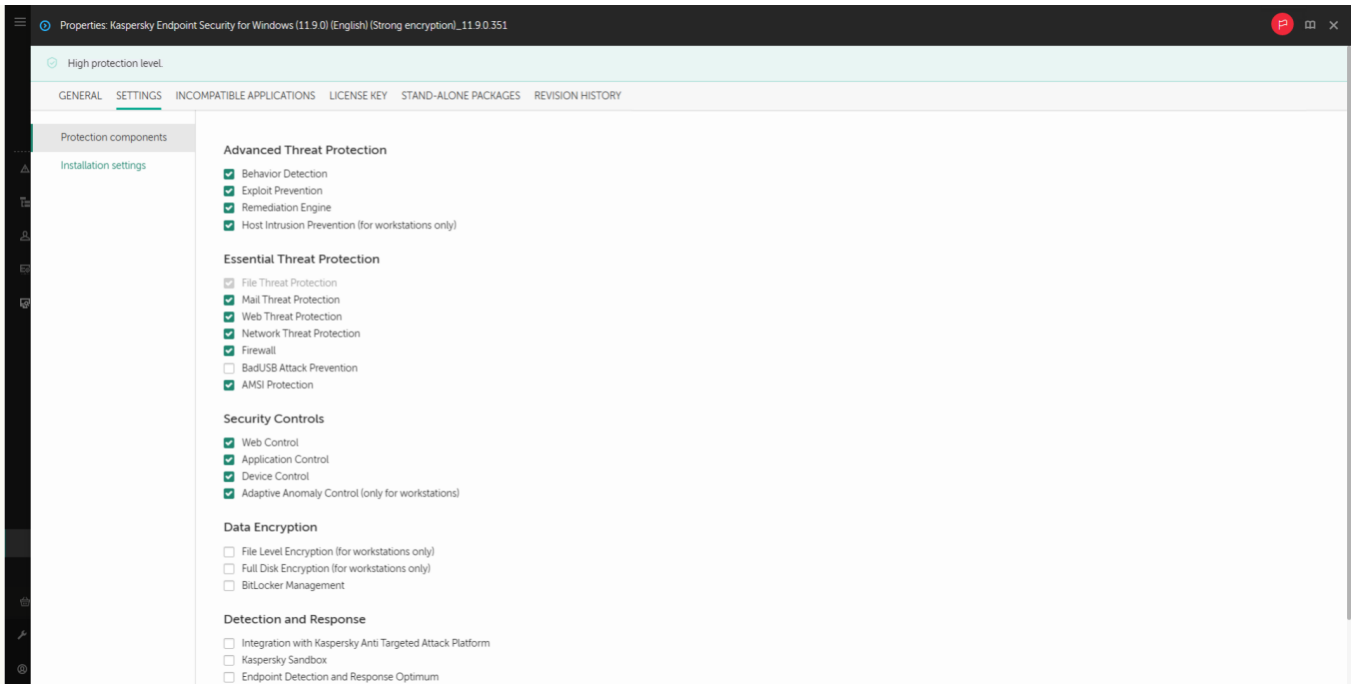 Properties: Kaspersky Endpoint Security for Windows (11.9.0) (English) (Strong encryption)_11.9.0.351
High protection level.
GENERAL SETTINGS INCOMPATIBLE APPLICATIONS LICENSE KEY STAND-ALONE PACKAGES REVISION HISTORY
Protection components
Installation settings
Advanced Threat Protection
Behavior Detection
Exploit Prevention
Remediation Engine
Host Intrusion Prevention (for workstations only)
Essential Threat Protection
File Threat Protection
Mail Threat Protection
Web Threat Protection
Network Threat Protection
Firewall
BadUSB Attack Prevention
AMSI Protection
Security Controls
Web Control
Application Control
Device Control
Adaptive Anomaly Control (only for workstations)
Data Encryption
File Level Encryption (for workstations only)
Full Disk Encryption (for workstations only)
BitLocker Management
Detection and Response
Integration with Kaspersky Anti Targeted Attack Platform
Kaspersky Sandbox
Endpoint Detection and Response Optimum